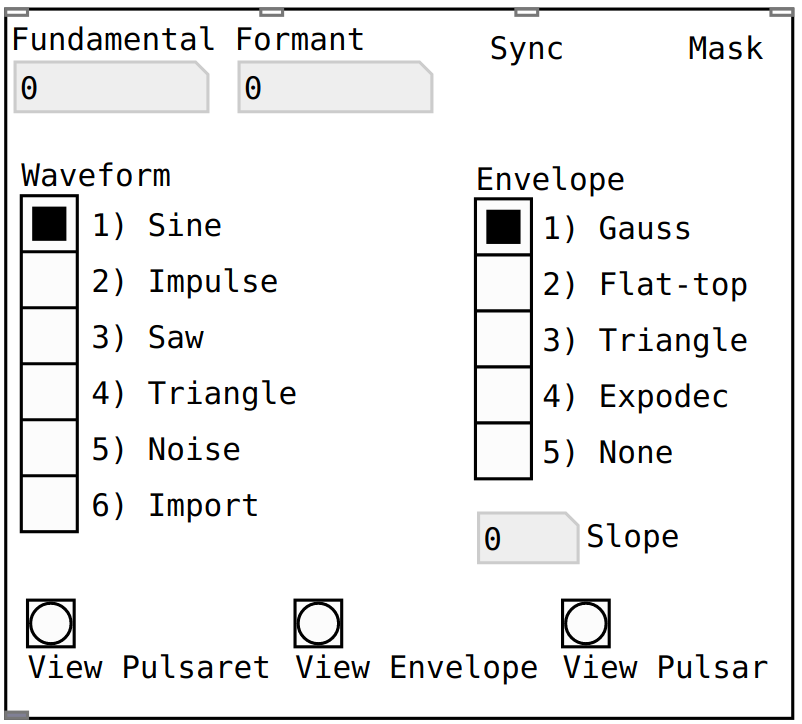 Fundamental Formant Sync Mask
0 0
Waveform Envelope
1) Sine 1) Gauss
2) Impulse 2) Flat-top
3) Saw 3) Triangle
4) Triangle 4) Expodec
5) Noise 5) None
6) Import
0 Slope
View Pulsaret View Envelope View Pulsar